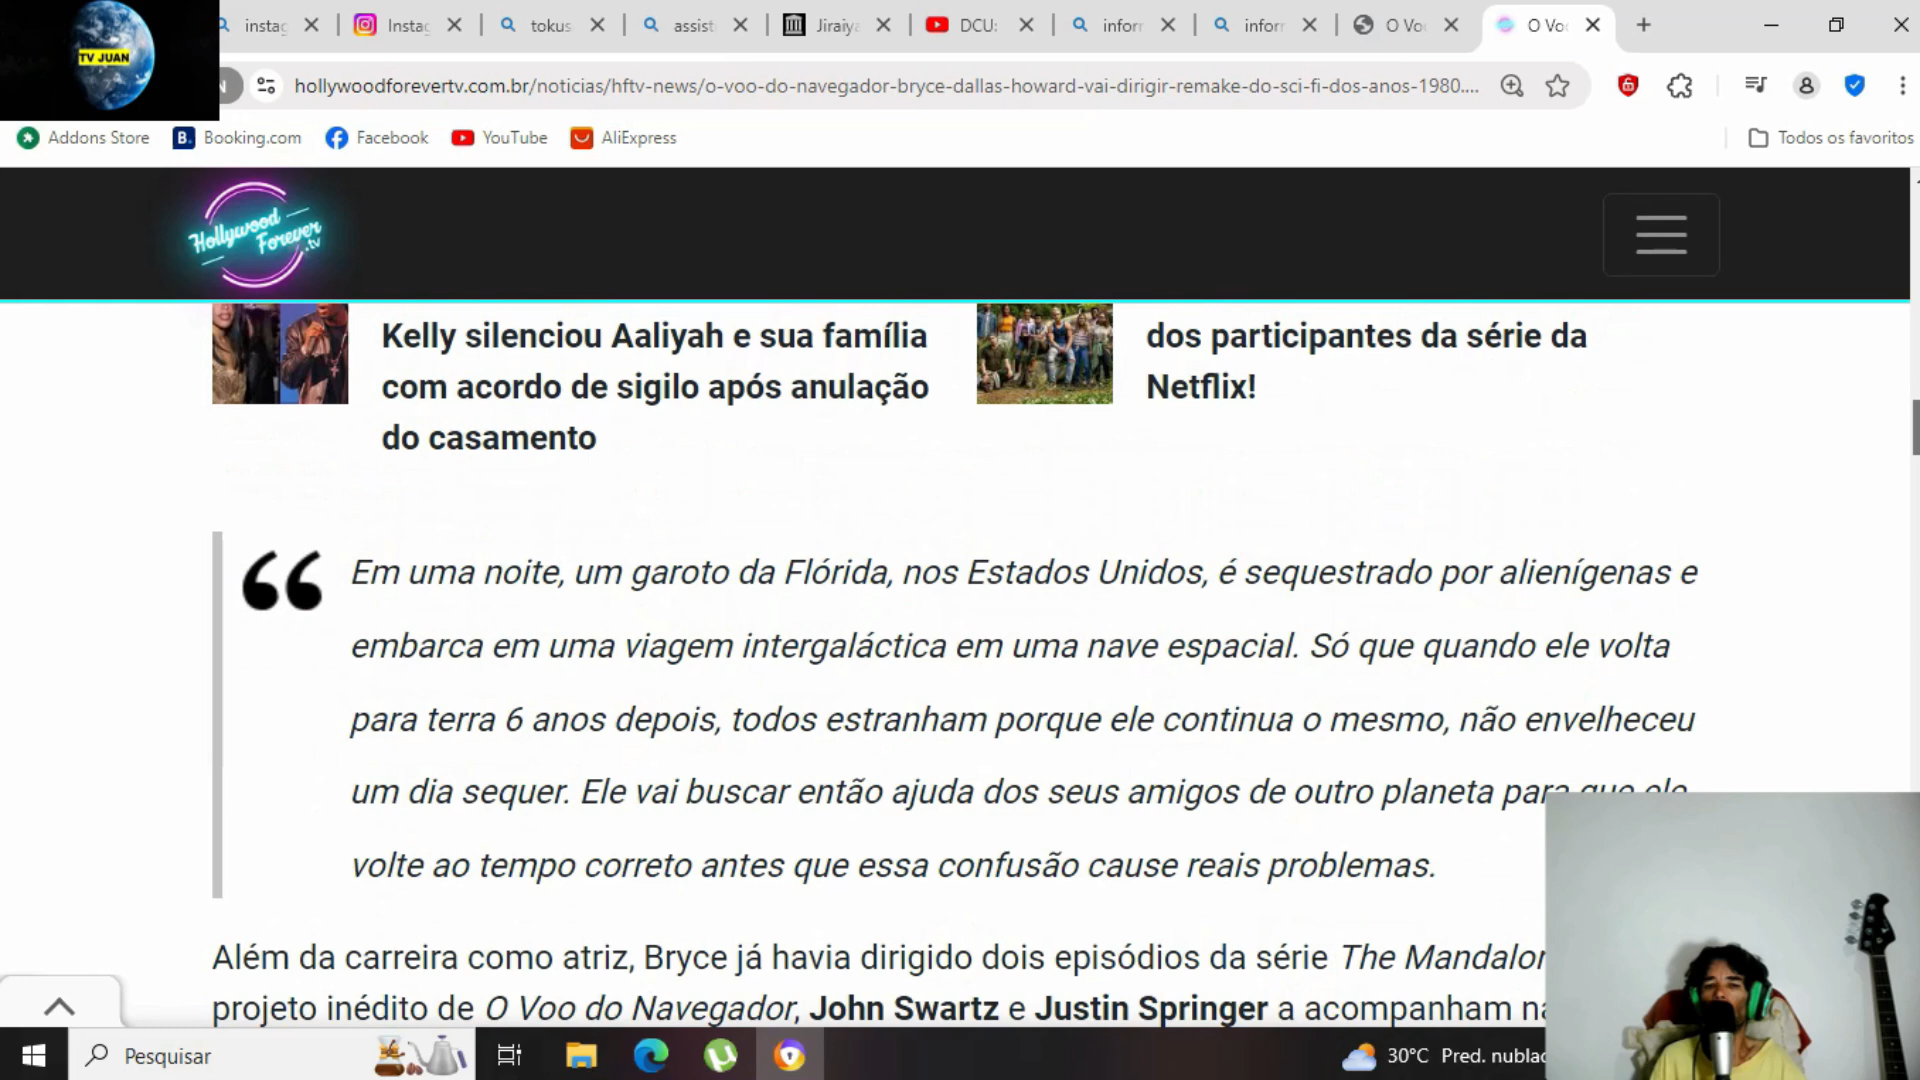 TV JUAN
instag
Instag
tokus
assist
Jiraiya
DCU:
inforr
inforr
O Vo
O Vo
hollywoodforevertv.com.br/noticias/hftv-news/o-voo-do-navegador-bryce-dallas-howard-vai-dirigir-remake-do-sci-fi-dos-anos-1980....
Addons Store
Booking.com
Facebook
YouTube
AliExpress
Todos os favoritos
Hollywood
Forever
.tv
Kelly silenciou Aaliyah e sua família
com acordo de sigilo após anulação
do casamento
dos participantes da série da
Netflix!
Em uma noite, um garoto da Flórida, nos Estados Unidos, é sequestrado por alienígenas e
embarca em uma viagem intergaláctica em uma nave espacial. Só que quando ele volta
para terra 6 anos depois, todos estranham porque ele continua o mesmo, não envelheceu
um dia sequer. Ele vai buscar então ajuda dos seus amigos de outro planeta para que ele
volte ao tempo correto antes que essa confusão cause reais problemas.
Além da carreira como atriz, Bryce já havia dirigido dois episódios da série The Mandalor
projeto inédito de O Voo do Navegador, John Swartz e Justin Springer a acompanham na
Pesquisar
30°C Pred. nublac